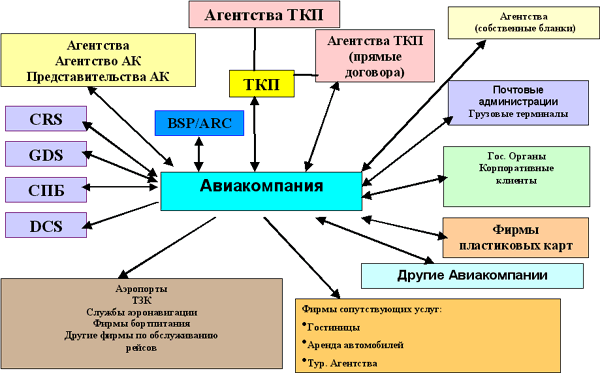 Агентства ТКП
Агентства
(собственные бланки)
Агентства
Агентство АК
Представительства АК
Агентства ТКП
(прямые
договора)
ТКП
Почтовые
администрации
Грузовые терминалы
CRS
BSP/ARC
GDS
Гос. Органы
Корпоративные
клиенты
СПБ
Авиакомпания
DCS
Фирмы
пластиковых карт
Другие Авиакомпании
Аэропорты
ТЗК
Службы аэронавигации
Фирмы бортпитания
Другие фирмы по обслуживанию
рейсов
Фирмы сопутствующих услуг:
•Гостиницы
•Аренда автомобилей
•Тур. Агентства